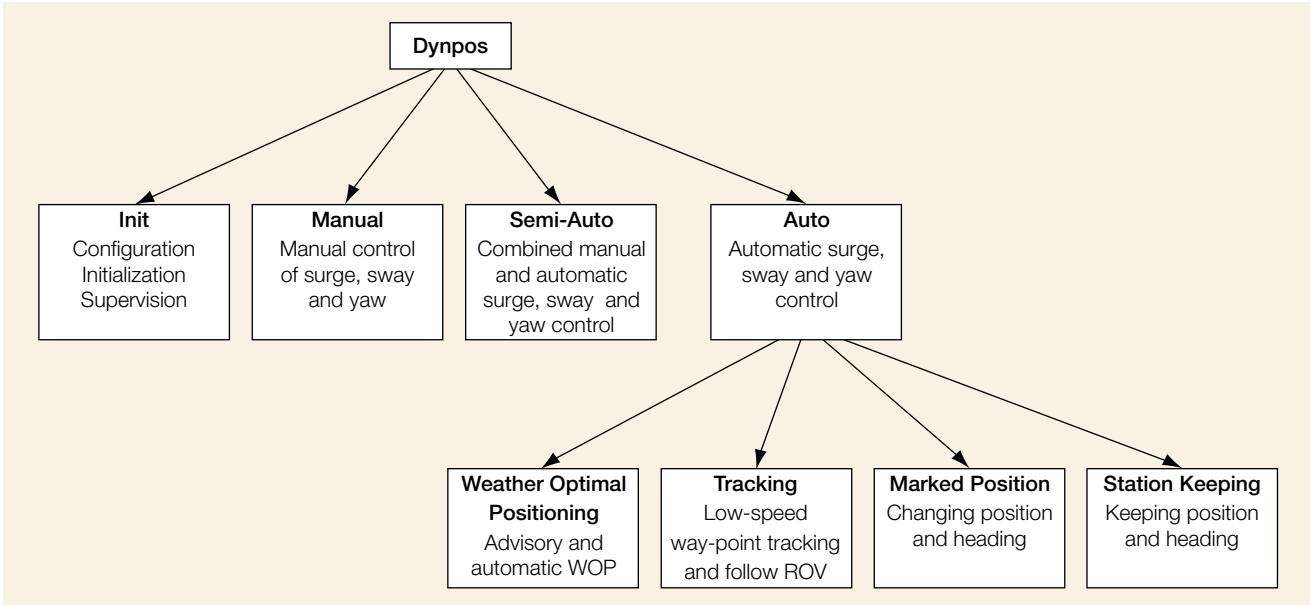 Dynpos
Init
Configuration
Initialization
Supervision
Manual
Manual control
of surge, sway
and yaw
Semi-Auto
Combined manual
and automatic
surge, sway and
yaw control
Auto
Automatic surge,
sway and yaw
control
Weather Optimal
Positioning
Advisory and
automatic WOP
Tracking
Low-speed
way-point tracking
and follow ROV
Marked Position
Changing position
and heading
Station Keeping
Keeping position
and heading